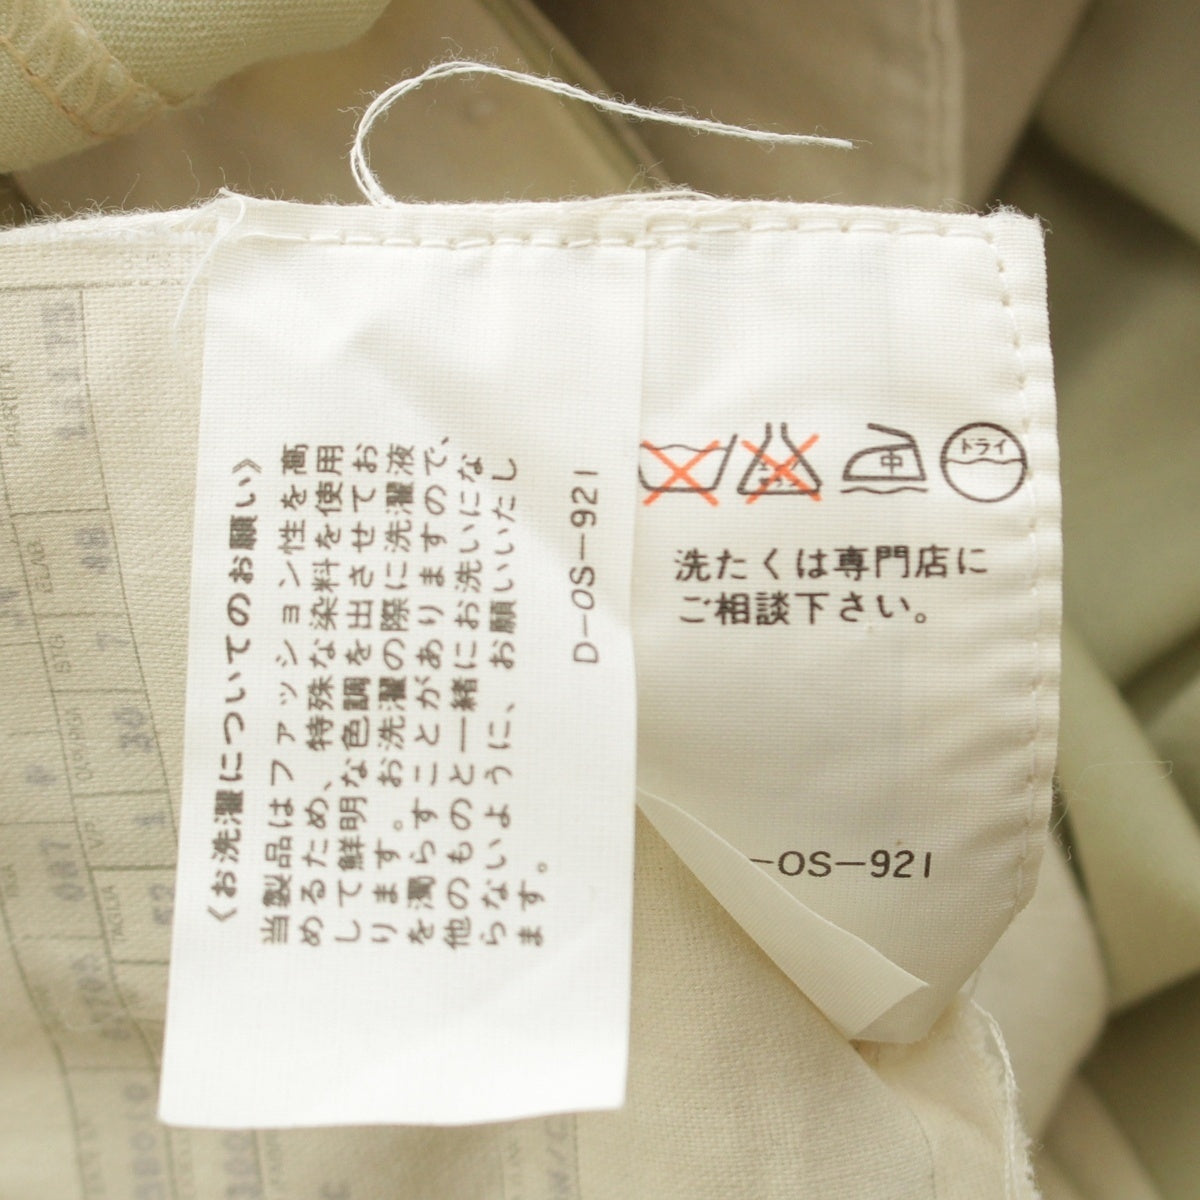 《お洗濯についてのお願い》
当製品はファッション性を高
めるため、特殊な染料を使用
して鮮明な色調を出させてお
ります。お洗濯の際に洗濯液
を濁らすことがありますので、
他のものと一緒にお洗いにな
らないように、お願いいたし
ます。
D-OS-921
中
ドライ
洗たくは専門店に
ご相談下さい。
-OS-921